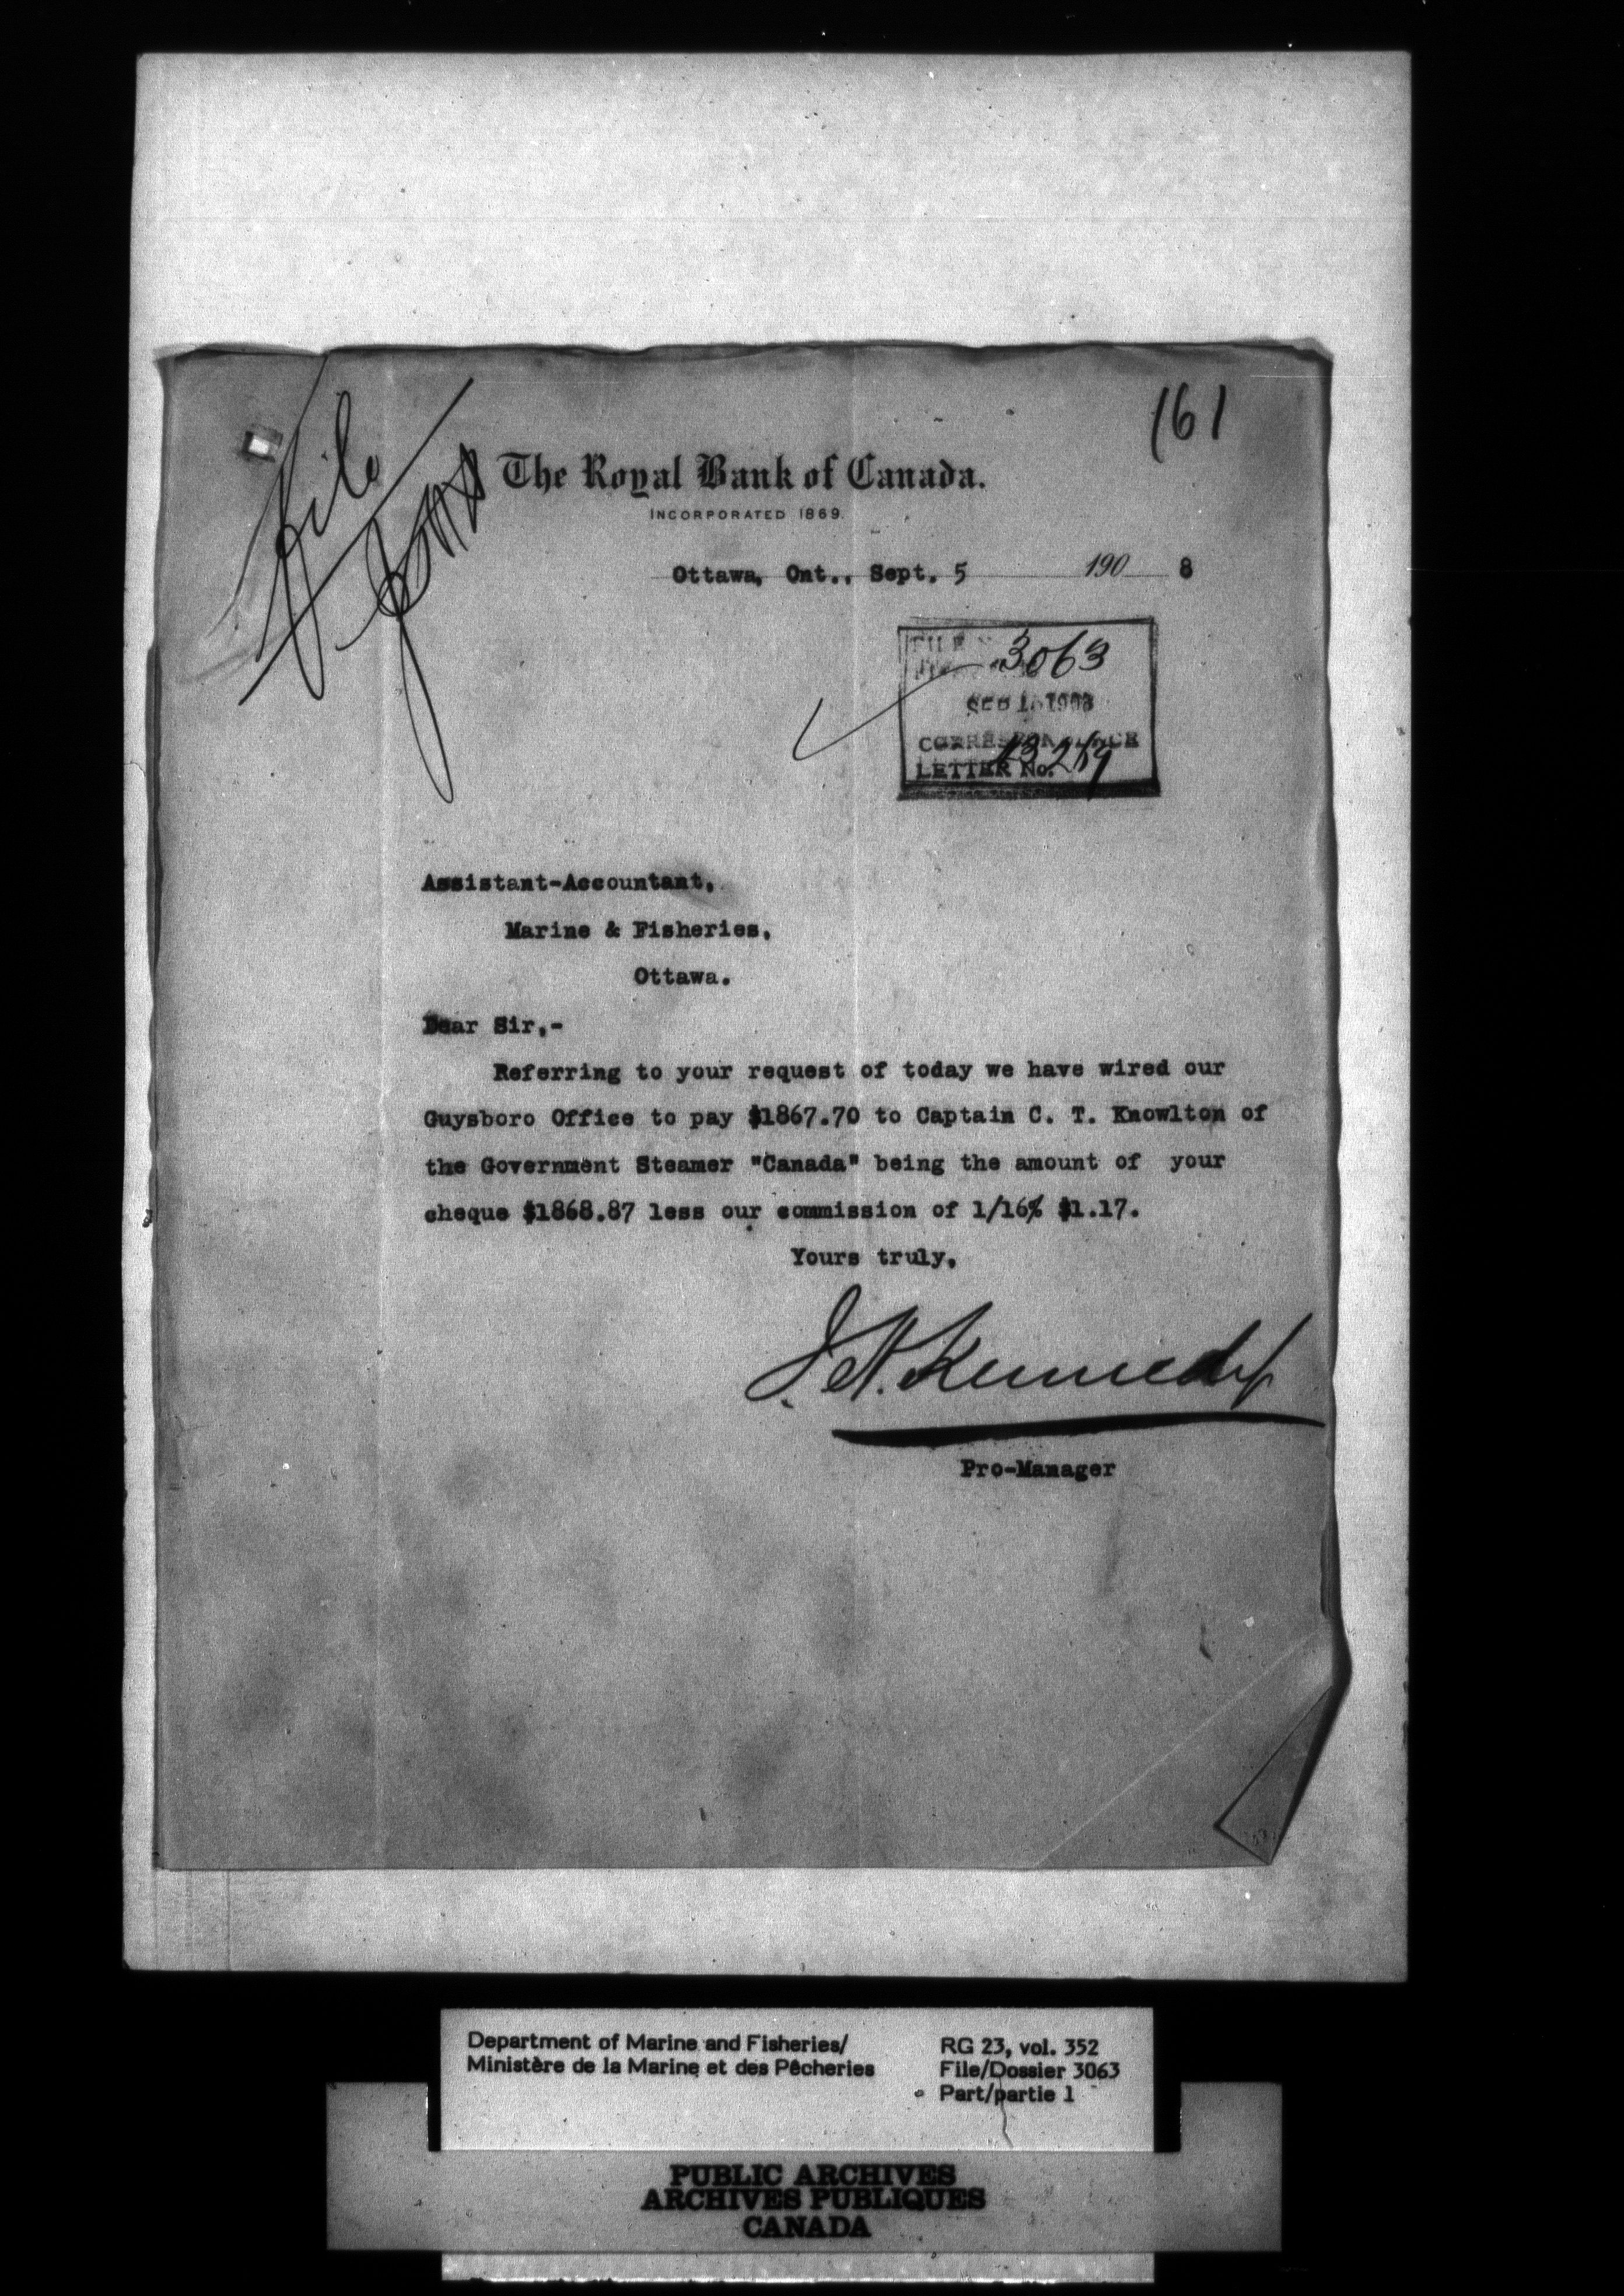 161
File
The Royal Bank of Canada.
INCORPORATED 1869.
Ottawa, Ont., Sept. 5 190 8
FILE 3063
1908
CORRESPONDENCE
LETTER No.
Assistant-Accountant,
Marine & Fisheries,
Ottawa.
Dear Sir,-
Referring to your request of today we have wired our
Guysboro Office to pay $1867.70 to Captain C. T. Knowlton of
the Government Steamer "Canada" being the amount of your
cheque $1868.87 less our commission of 1/16% $1.17.
Yours truly,
Kennedy
Pro-Manager
Department of Marine and Fisheries/
Ministère de la Marine et des Pêcheries
RG 23, vol. 352
File/Dossier 3063
Part/partie 1
PUBLIC ARCHIVES
ARCHIVES PUBLIQUES
CANADA